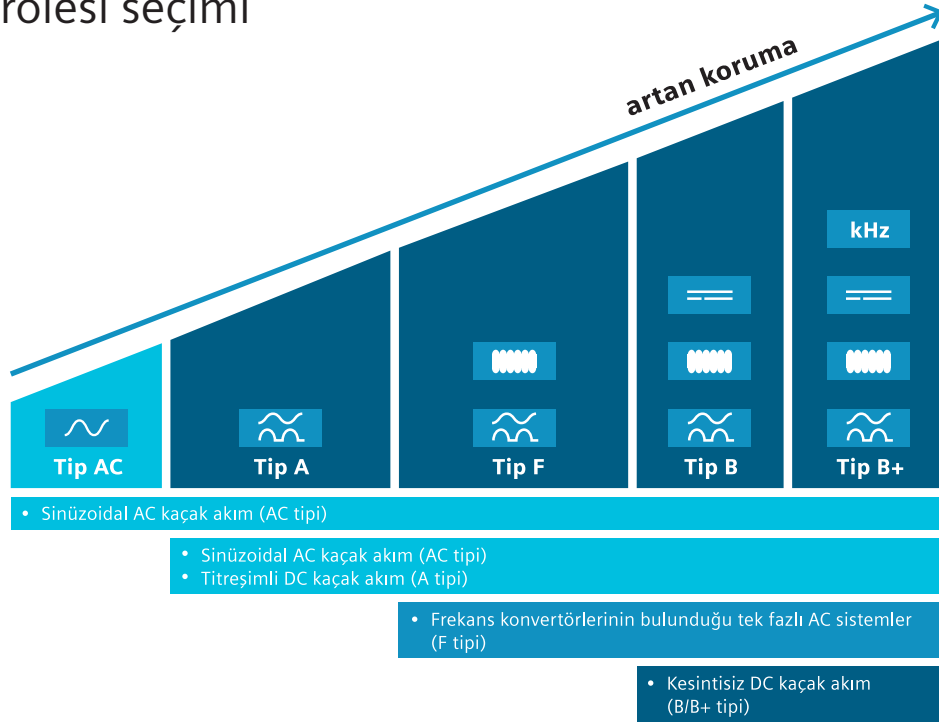 rölesi seçimi
artan koruma
kHz
Tip AC
Tip A
Tip F
Tip B
Tip B+
• Sinüzoidal AC kaçak akım (AC tipi)
• Sinüzoidal AC kaçak akım (AC tipi)
• Titreşimli DC kaçak akım (A tipi)
• Frekans konvertörlerinin bulunduğu tek fazlı AC sistemler
(F tipi)
• Kesintisiz DC kaçak akım
(B/B+ tipi)